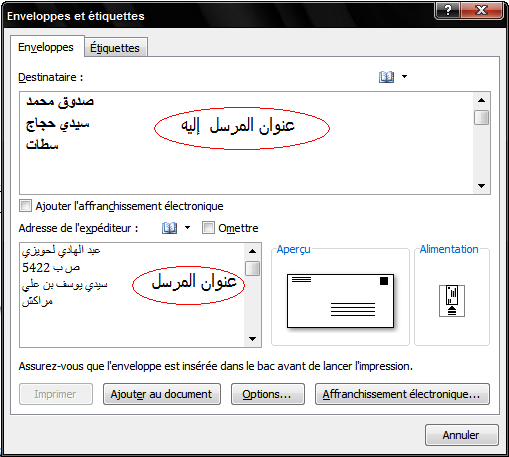 Enveloppes et étiquettes
Enveloppes Étiquettes
Destinataire :
صدوق محمد
سيدي حجاج
سطات
عنوان المرسل إليه
Ajouter l'affranchissement électronique
Adresse de l'expéditeur : Omettre
عبد الهادي لحويزي
ص ب 5422
سيدي يوسف بن علي
مراكش
عنوان المرسل
Aperçu
Alimentation
Assurez-vous que l'enveloppe est insérée dans le bac avant de lancer l'impression.
Imprimer Ajouter au document Options... Affranchissement électronique...
Annuler